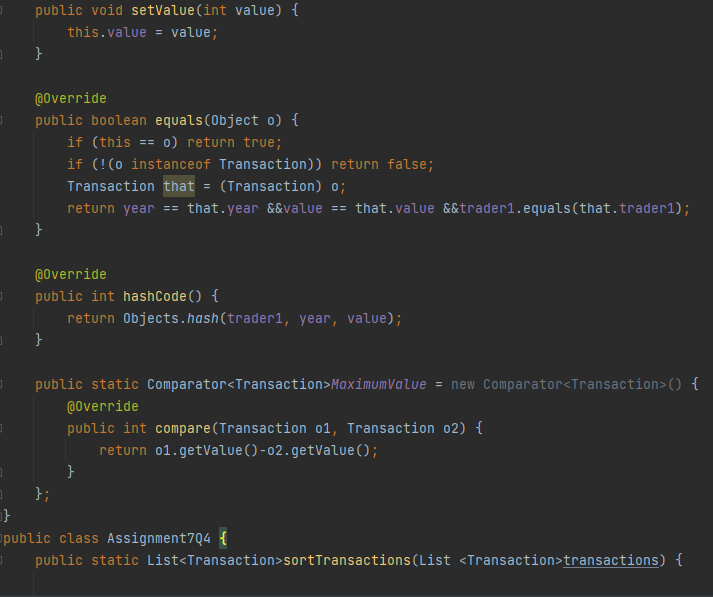 public void setValue(int value) {
this.value = value;
}
@Override
public boolean equals(Object o) {
if (this == o) return true;
if (!(o instanceof Transaction)) return false;
Transaction that = (Transaction) o;
return year == that.year &&value == that.value &&trader1.equals(that.trader1);
}
@Override
public int hashCode() {
return Objects.hash(trader1, year, value);
}
public static Comparator<Transaction>MaximumValue = new Comparator<Transaction>() {
@Override
public int compare(Transaction o1, Transaction o2) {
return o1.getValue()-o2.getValue();
}
};
}
public class Assignment7Q4 {
public static List<Transaction>sortTransactions(List <Transaction>transactions) {